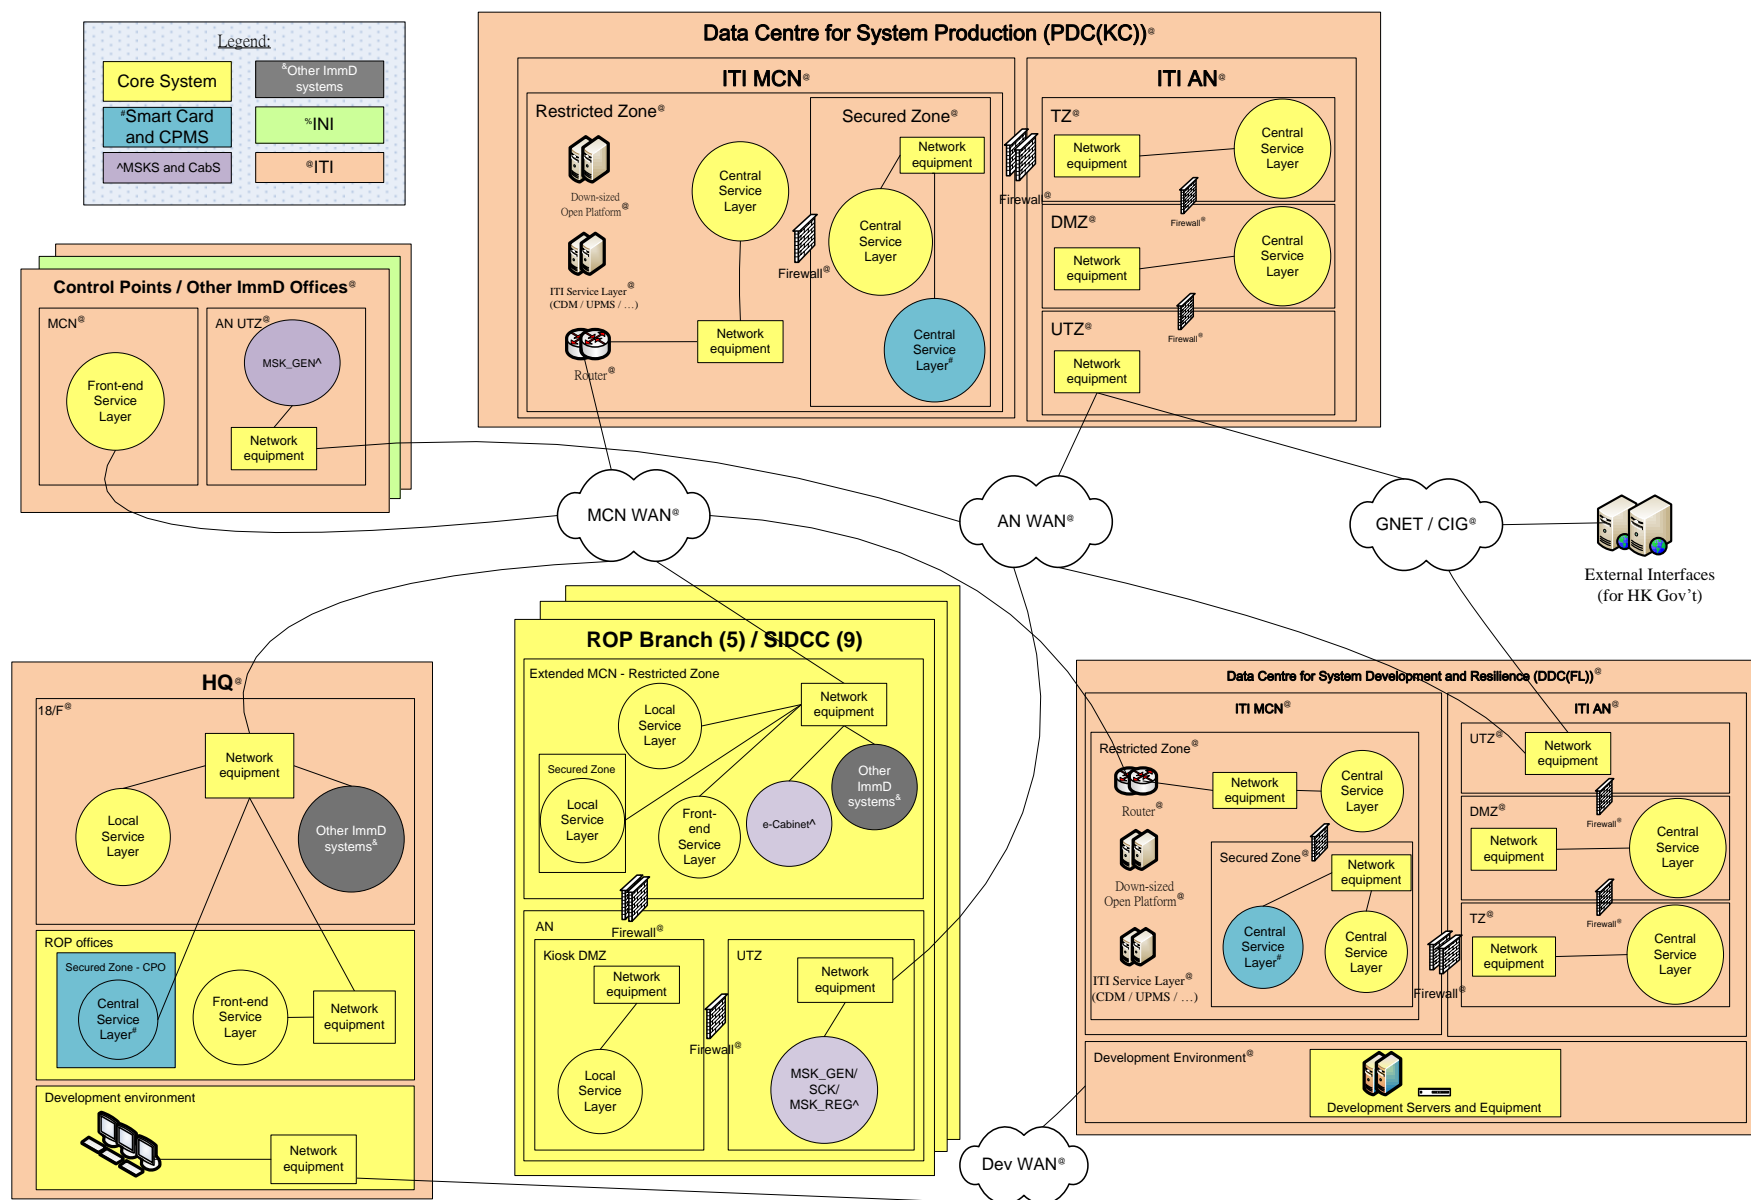 Legend:
Core System
&Other ImmD
systems
#Smart Card
and CPMS
%INI
^MSKS and CabS
@ITI
Data Centre for System Production (PDC(KC))@
ITI MCN@
Restricted Zone@
Down-sized
Open Platform@
ITI Service Layer@
(CDM / UPMS / …)
Router@
Central
Service
Layer
Network
equipment
Firewall@
Secured Zone@
Network
equipment
Central
Service
Layer
Central
Service
Layer#
Firewall@
ITI AN@
TZ@
Network
equipment
Central
Service
Layer
Firewall@
DMZ@
Network
equipment
Central
Service
Layer
Firewall@
UTZ@
Network
equipment
Control Points / Other ImmD Offices@
MCN@
Front-end
Service
Layer
AN UTZ@
MSK_GEN^
Network
equipment
MCN WAN@
AN WAN@
GNET / CIG@
External Interfaces
(for HK Gov't)
HQ@
18/F@
Network
equipment
Local
Service
Layer
Other ImmD
systems&
ROP offices
Secured Zone - CPO
Central
Service
Layer#
Front-end
Service
Layer
Network
equipment
Development environment
Network
equipment
ROP Branch (5) / SIDCC (9)
Extended MCN - Restricted Zone
Local
Service
Layer
Network
equipment
Secured Zone
Local
Service
Layer
Front-
end
Service
Layer
e-Cabinet^
Other
ImmD
systems&
Firewall@
AN
Kiosk DMZ
Network
equipment
Local
Service
Layer
Firewall@
UTZ
Network
equipment
MSK_GEN/
SCK/
MSK_REG^
Data Centre for System Development and Resilience (DDC(FL))@
ITI MCN@
Restricted Zone@
Router@
Network
equipment
Central
Service
Layer
Down-sized
Open Platform@
ITI Service Layer@
(CDM / UPMS / …)
Secured Zone@
Network
equipment
Central
Service
Layer#
Central
Service
Layer
Firewall@
ITI AN@
UTZ@
Network
equipment
Firewall@
DMZ@
Network
equipment
Central
Service
Layer
Firewall@
TZ@
Network
equipment
Central
Service
Layer
Development Environment@
Development Servers and Equipment
Dev WAN@